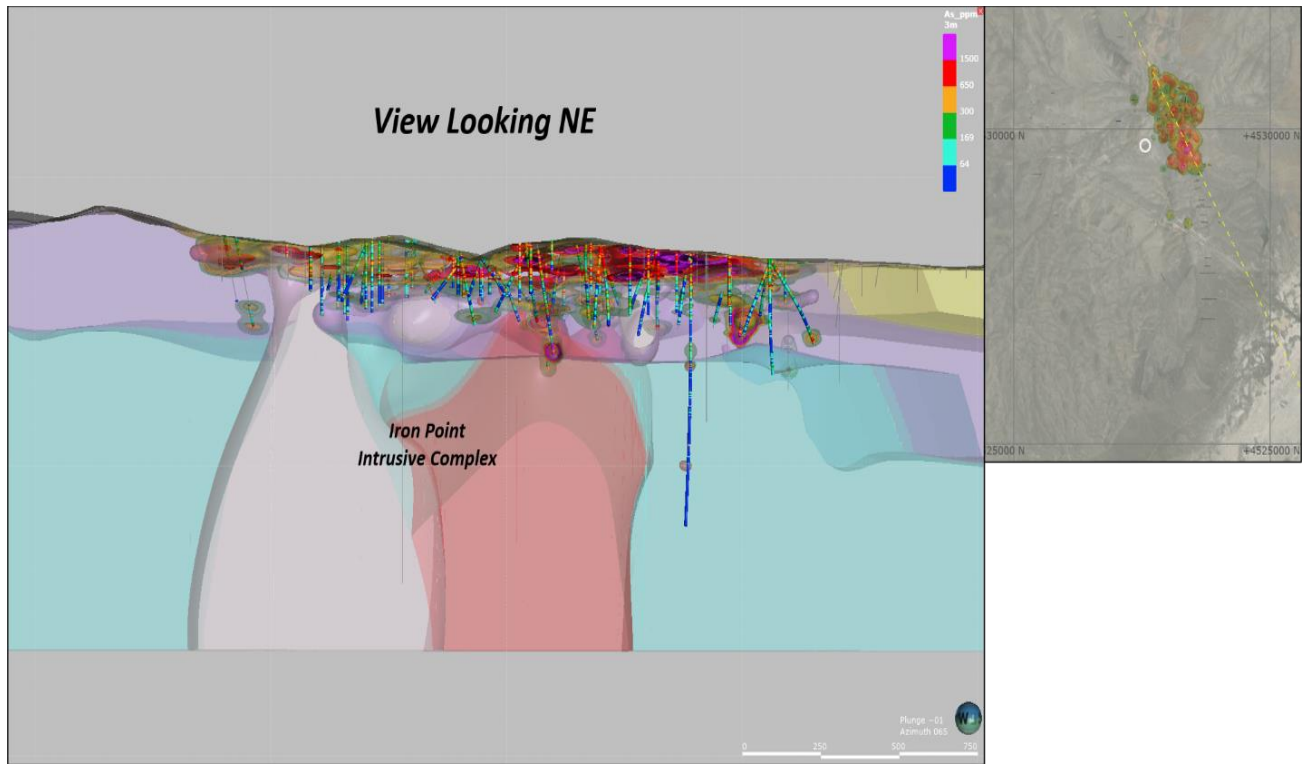 View Looking NE
As_ppm
3m
1500
650
300
169
64
Iron Point
Intrusive Complex
Plunge -01
Azimuth 065
0 250 500 750
W
30000 N
+4530000 N
25000 N
+4525000 N